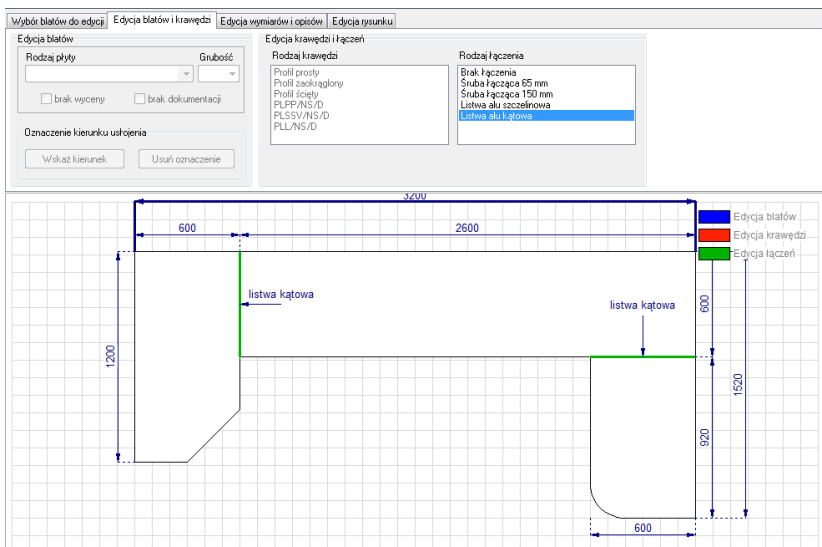 Wybór blatów do edycji Edycja blatów i krawędzi Edycja wymiarów i opisów Edycja rysunku
Edycja blatów
Rodzaj płyty Grubość
brak wyceny brak dokumentacji
Oznaczenie kierunku usłojenia
Wskaż kierunek Usuń oznaczenie
Edycja krawędzi i łączeń
Rodzaj krawędzi
Profil prosty
Profil zaokrąglony
Profil ścięty
PLPP/NS/D
PLSSV/NS/D
PLL/NS/D
Rodzaj łączenia
Brak łączenia
Śruba łącząca 65 mm
Śruba łącząca 150 mm
Listwa alu szczelinowa
Listwa alu kątowa
3200
600 2600
Edycja blatów
Edycja krawędzi
Edycja łączeń
listwa kątowa
listwa kątowa
600
1200
1520
920
600